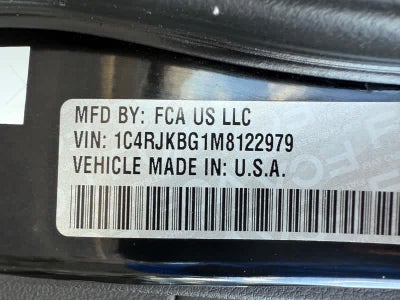 MFD BY: FCA US LLC
VIN: 1C4RJKBG1M8122979
VEHICLE MADE IN: U.S.A.